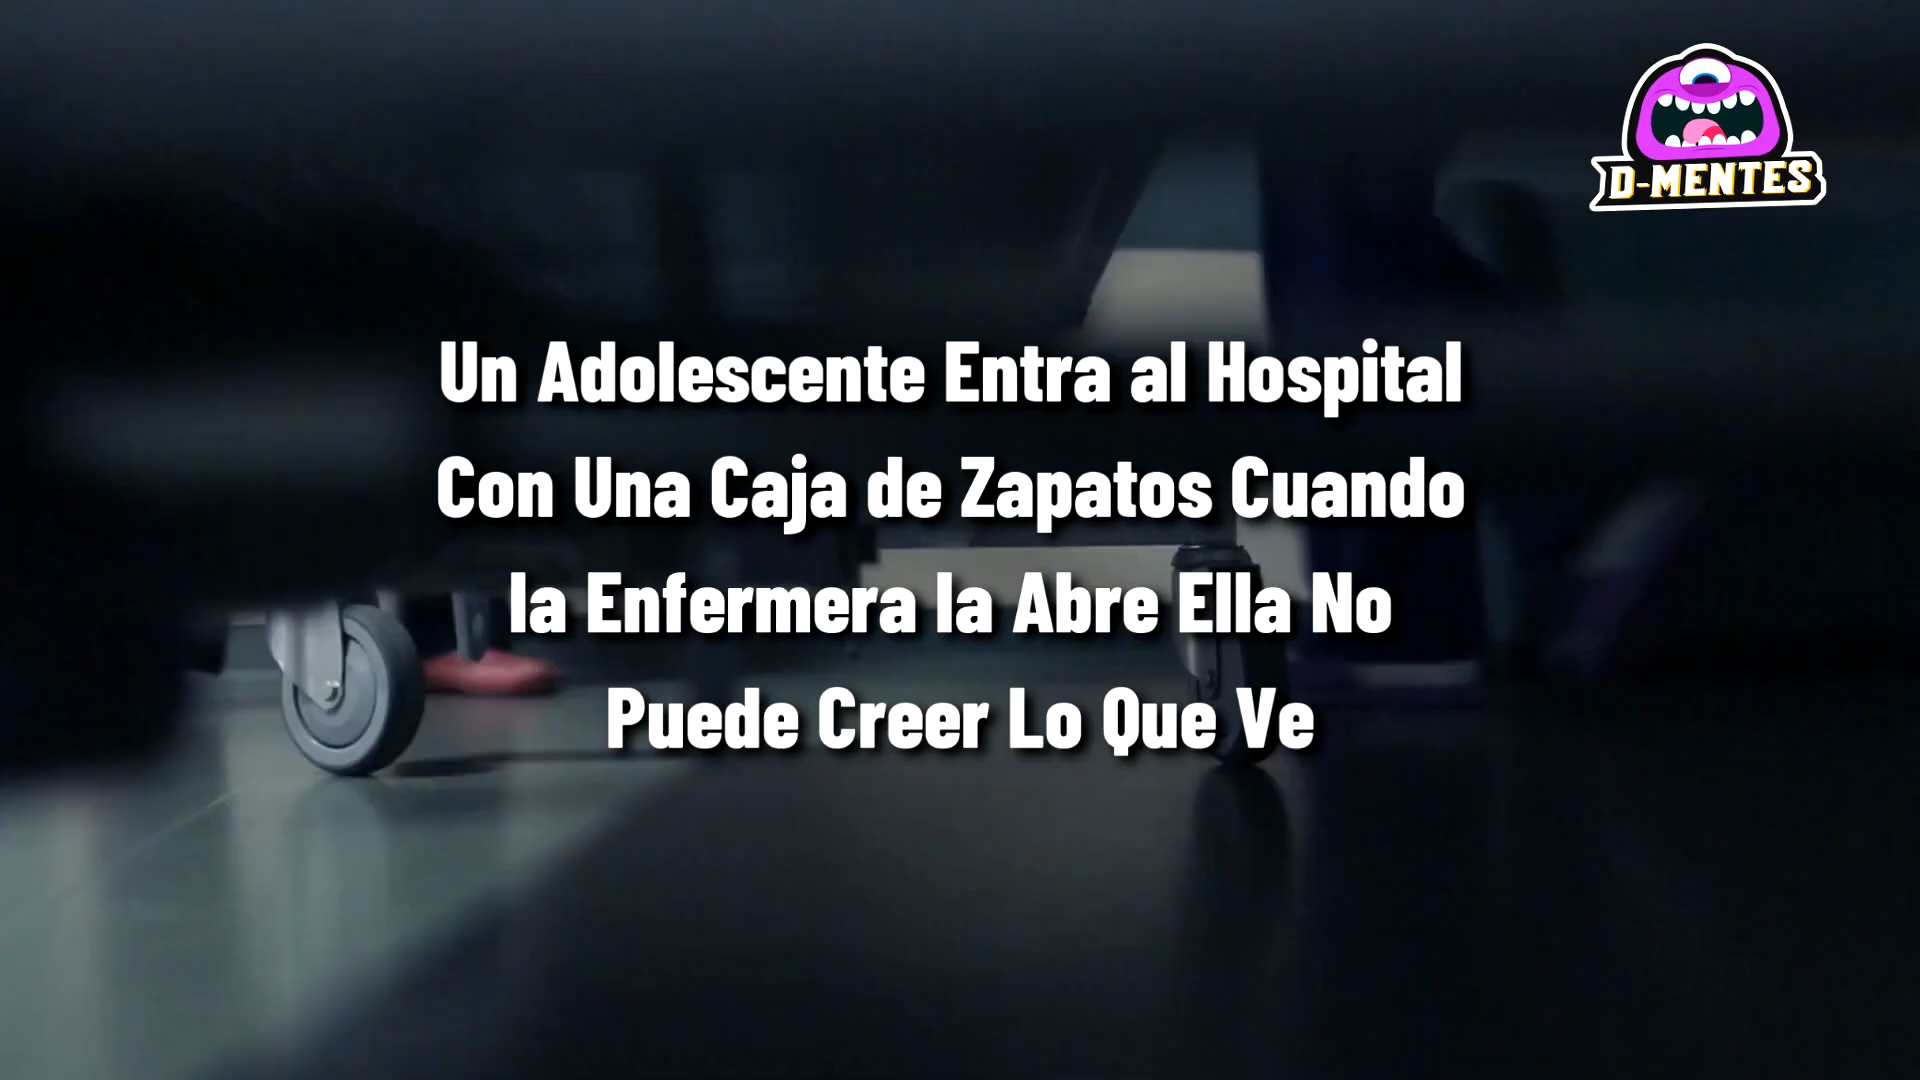 D-MENTES
Un Adolescente Entra al Hospital
Con Una Caja de Zapatos Cuando
la Enfermera la Abre Ella No
Puede Creer Lo Que Ve